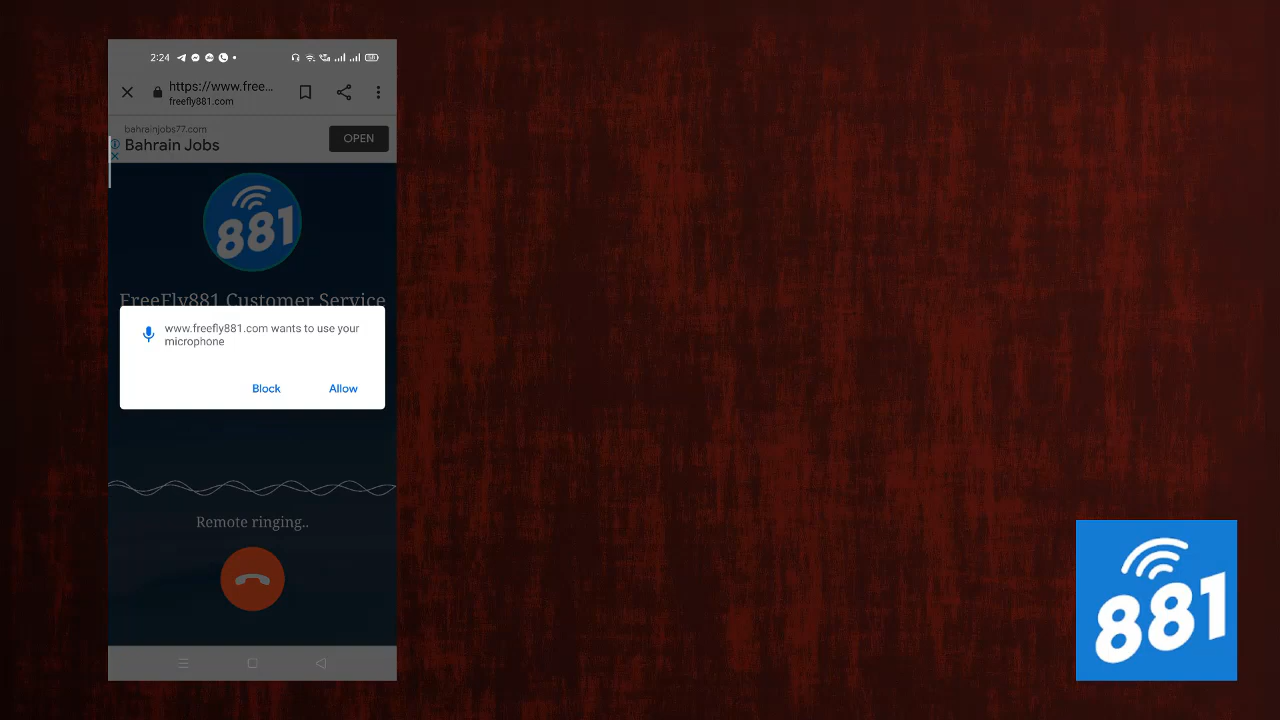 2:24
https://www.free...
freefly881.com
bahrainjobs77.com
Bahrain Jobs
OPEN
881
FreeFly881 Customer Service
www.freefly881.com wants to use your
microphone
Block
Allow
Remote ringing..
881